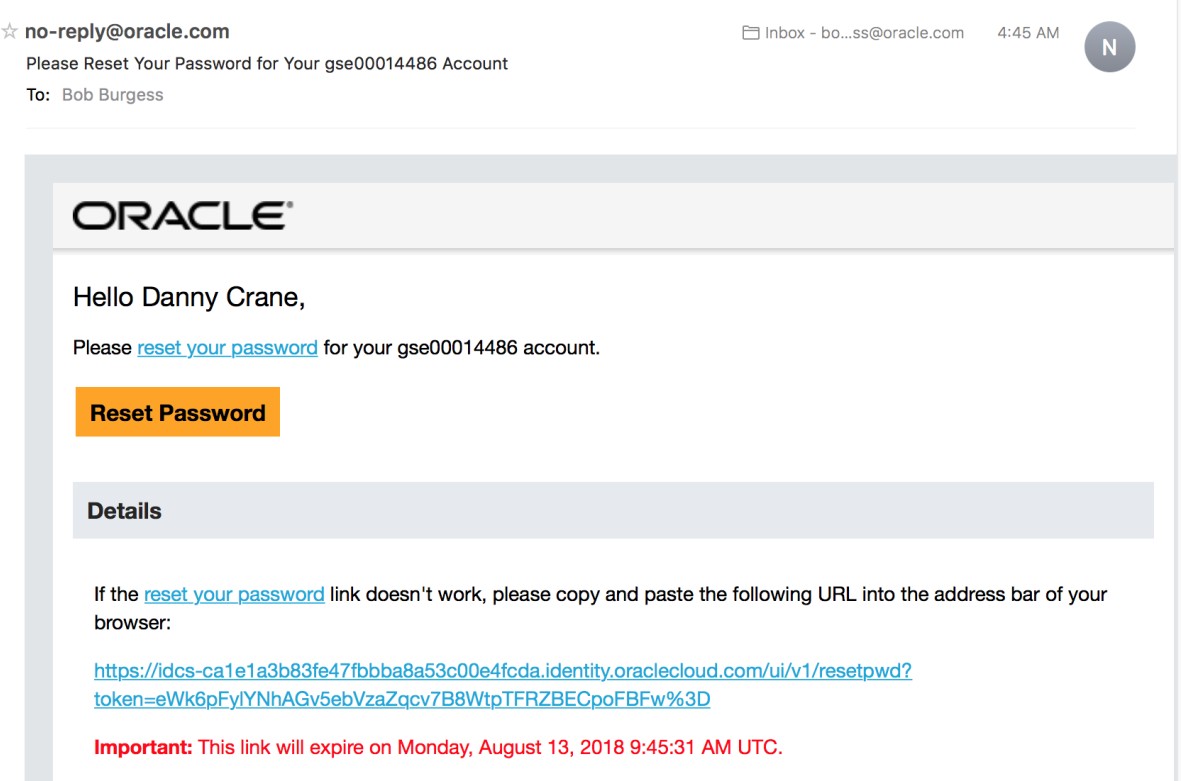 no-reply@oracle.com
Inbox - bo...ss@oracle.com
4:45 AM
N
Please Reset Your Password for Your gse00014486 Account
To: Bob Burgess
ORACLE®
Hello Danny Crane,
Please reset your password for your gse00014486 account.
Reset Password
Details
If the reset your password link doesn't work, please copy and paste the following URL into the address bar of your
browser:
https://idcs-ca1e1a3b83fe47fbbba8a53c00e4fcda.identity.oraclecloud.com/ui/v1/resetpwd?
token=eWk6pFylYNhAGv5ebVzaZqcv7B8WtpTFRZBECpoFBFw%3D
Important: This link will expire on Monday, August 13, 2018 9:45:31 AM UTC.